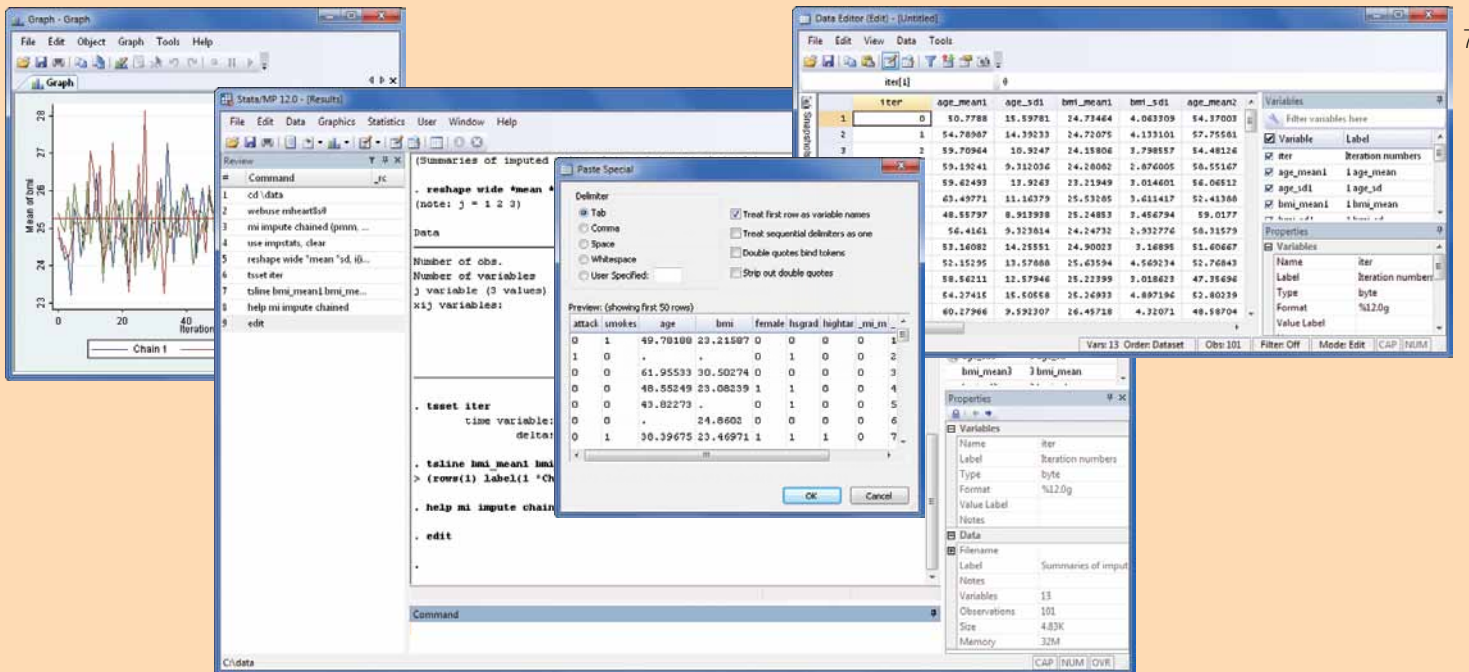 Graph - Graph
File Edit Object Graph Tools Help
Graph
28
27
26
25
24
23
Mean of bmi
0 20 40
Iteration
Chain 1
Stata/MP 12.0 - [Results]
File Edit Data Graphics Statistics User Window Help
Review
# Command _rc
1 cd \data
2 webuse mheart8s0
3 mi impute chained (pmm, ...
4 use impstats, clear
5 reshape wide *mean *sd, i(i...
6 tsset iter
7 tsline bmi_mean1 bmi_me...
8 help mi impute chained
9 edit
(Summaries of imputed
. reshape wide *mean *
(note: j = 1 2 3)
Data
Number of obs.
Number of variables
j variable (3 values)
xij variables:
. tsset iter
time variable:
delta:
. tsline bmi_mean1 bmi
> (rows(1) label(1 "Ch
. help mi impute chain
. edit
.
Command
C:\data
CAP NUM OVR
Paste Special
Delimiter
Tab
Comma
Space
Whitespace
User Specified:
Treat first row as variable names
Treat sequential delimiters as one
Double quotes bind tokens
Strip out double quotes
Preview: (showing first 50 rows)
attack smokes age bmi female hsgrad hightar _mi_m _
0 1 49.78188 23.21587 0 0 0 0 1
1 0 . . 0 1 0 0 2
0 0 61.95533 30.50274 0 0 0 0 3
0 0 48.55249 23.08239 1 1 0 0 4
0 0 43.82273 . 0 1 0 0 5
0 0 . 24.8602 0 0 0 0 6
0 1 38.39675 23.46971 1 1 1 0 7
OK Cancel
Data Editor (Edit) - [Untitled]
File Edit View Data Tools
iter[1] 0
Snapshots
iter age_mean1 age_sd1 bmi_mean1 bmi_sd1 age_mean2
1 0 50.7788 15.59781 24.73464 4.063309 54.37003
2 1 54.78987 14.39233 24.72075 4.133101 57.75581
3 2 59.70964 10.9247 24.15806 3.798557 54.48126
59.19241 9.312036 24.28082 2.876005 58.55167
59.62493 13.9263 23.21949 3.014601 56.06512
63.49771 11.16379 25.53285 3.611417 52.41388
48.55797 8.913938 25.24853 3.456794 59.0177
56.4161 9.323814 24.24732 2.932776 58.31579
53.16082 14.25551 24.90023 3.16895 51.60667
52.15295 13.57888 25.63594 4.569234 52.76843
58.56211 12.57946 25.22399 3.018623 47.35696
54.27415 15.50558 25.26933 4.897196 52.80239
60.27966 9.592307 26.45718 4.32071 48.58704
Variables
Filter variables here
Variable Label
iter Iteration numbers
age_mean1 1 age_mean
age_sd1 1 age_sd
bmi_mean1 1 bmi_mean
Properties
Variables
Name iter
Label Iteration number
Type byte
Format %12.0g
Value Label
Vars: 13 Order: Dataset Obs: 101 Filter: Off Mode: Edit CAP NUM
bmi_mean3 3 bmi_mean
Properties
Variables
Name iter
Label Iteration numbers
Type byte
Format %12.0g
Value Label
Notes
Data
Filename
Label Summaries of imput
Notes
Variables 13
Observations 101
Size 4.83K
Memory 32M